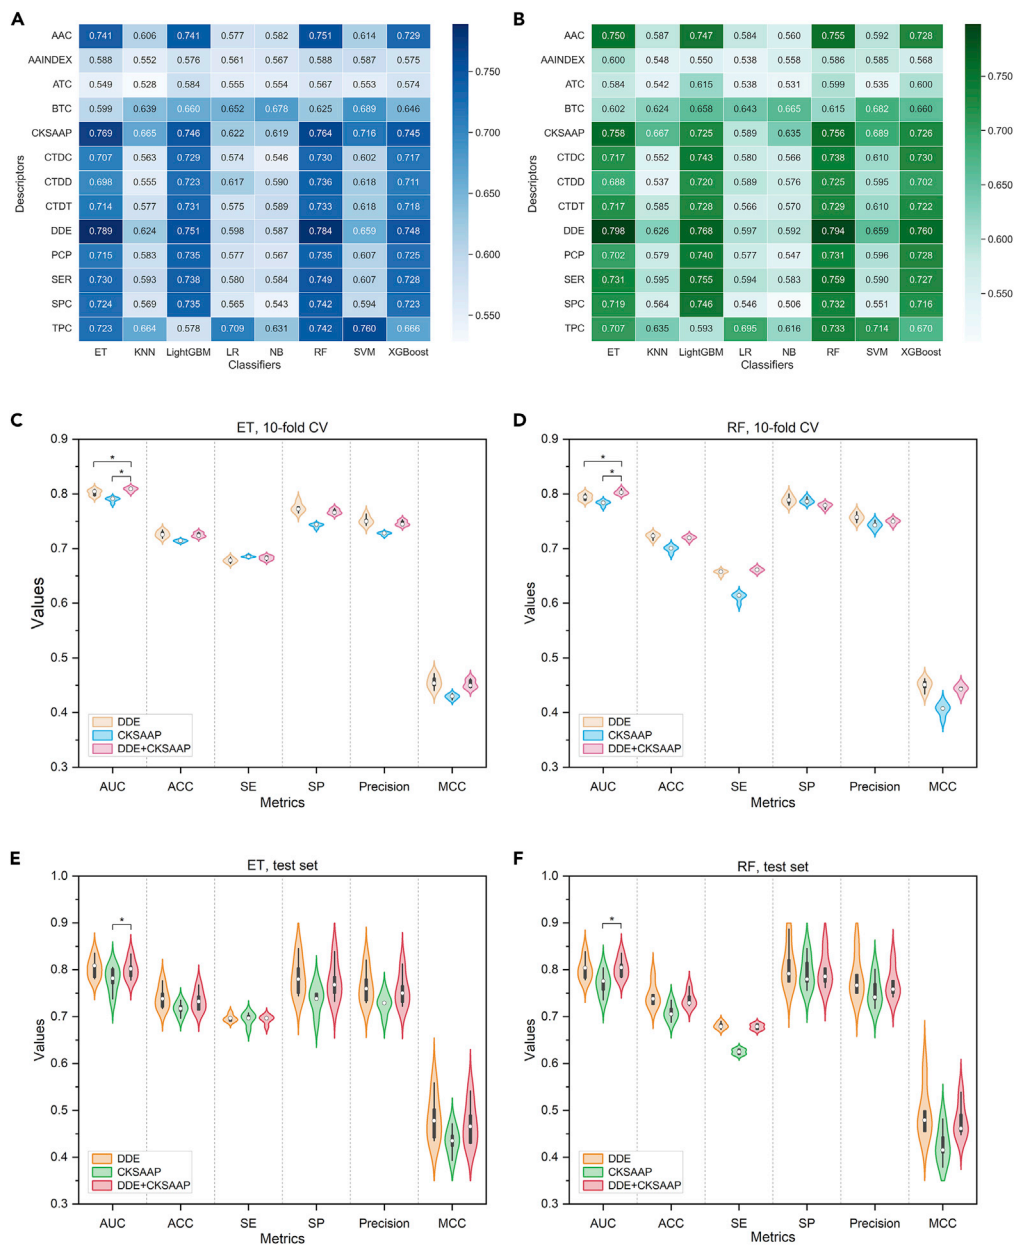 A
AAC 0.741 0.606 0.741 0.577 0.582 0.751 0.614 0.729
AAINDEX 0.588 0.552 0.576 0.561 0.567 0.588 0.587 0.575
ATC 0.549 0.528 0.584 0.555 0.552 0.567 0.553 0.574
BTC 0.599 0.639 0.660 0.652 0.678 0.625 0.689 0.646
CKSAAP 0.769 0.665 0.746 0.622 0.619 0.764 0.716 0.745
CTDC 0.707 0.563 0.729 0.574 0.546 0.730 0.602 0.717
CTDD 0.698 0.555 0.723 0.617 0.590 0.736 0.618 0.711
CTDT 0.714 0.577 0.731 0.575 0.589 0.733 0.618 0.718
DDE 0.789 0.624 0.751 0.598 0.587 0.784 0.659 0.748
PCP 0.715 0.583 0.735 0.577 0.572 0.735 0.607 0.725
SER 0.730 0.593 0.738 0.580 0.584 0.749 0.607 0.728
SPC 0.724 0.569 0.735 0.565 0.543 0.742 0.594 0.723
TPC 0.723 0.664 0.578 0.709 0.631 0.742 0.760 0.666
ET KNN LightGBM LR NB RF SVM XGBoost
Classifiers
Descriptors
0.750
0.700
0.650
0.600
0.550
B
AAC 0.750 0.587 0.747 0.584 0.560 0.755 0.592 0.728
AAINDEX 0.600 0.548 0.550 0.538 0.558 0.586 0.585 0.568
ATC 0.584 0.542 0.615 0.538 0.531 0.599 0.535 0.600
BTC 0.602 0.624 0.658 0.643 0.665 0.615 0.682 0.660
CKSAAP 0.758 0.667 0.725 0.589 0.635 0.756 0.689 0.726
CTDC 0.717 0.552 0.743 0.580 0.566 0.738 0.610 0.730
CTDD 0.688 0.537 0.720 0.589 0.576 0.725 0.595 0.702
CTDT 0.717 0.585 0.728 0.566 0.570 0.729 0.610 0.722
DDE 0.798 0.626 0.768 0.597 0.592 0.794 0.659 0.760
PCP 0.702 0.579 0.740 0.577 0.547 0.731 0.596 0.728
SER 0.731 0.595 0.755 0.594 0.583 0.759 0.632 0.727
SPC 0.719 0.564 0.746 0.546 0.506 0.732 0.551 0.716
TPC 0.707 0.635 0.593 0.695 0.616 0.733 0.714 0.670
ET KNN LightGBM LR NB RF SVM XGBoost
Classifiers
Descriptors
0.750
0.700
0.650
0.600
0.550
C
ET, 10-fold CV
0.9
0.8
0.7
0.6
0.5
0.4
0.3
Values
* *
DDE
CKSAAP
DDE+CKSAAP
AUC ACC SE SP Precision MCC
Metrics
D
RF, 10-fold CV
0.9
0.8
0.7
0.6
0.5
0.4
0.3
Values
* *
DDE
CKSAAP
DDE+CKSAAP
AUC ACC SE SP Precision MCC
Metrics
E
ET, test set
1.0
0.9
0.8
0.7
0.6
0.5
0.4
0.3
Values
*
DDE
CKSAAP
DDE+CKSAAP
AUC ACC SE SP Precision MCC
Metrics
F
RF, test set
1.0
0.9
0.8
0.7
0.6
0.5
0.4
0.3
Values
*
DDE
CKSAAP
DDE+CKSAAP
AUC ACC SE SP Precision MCC
Metrics